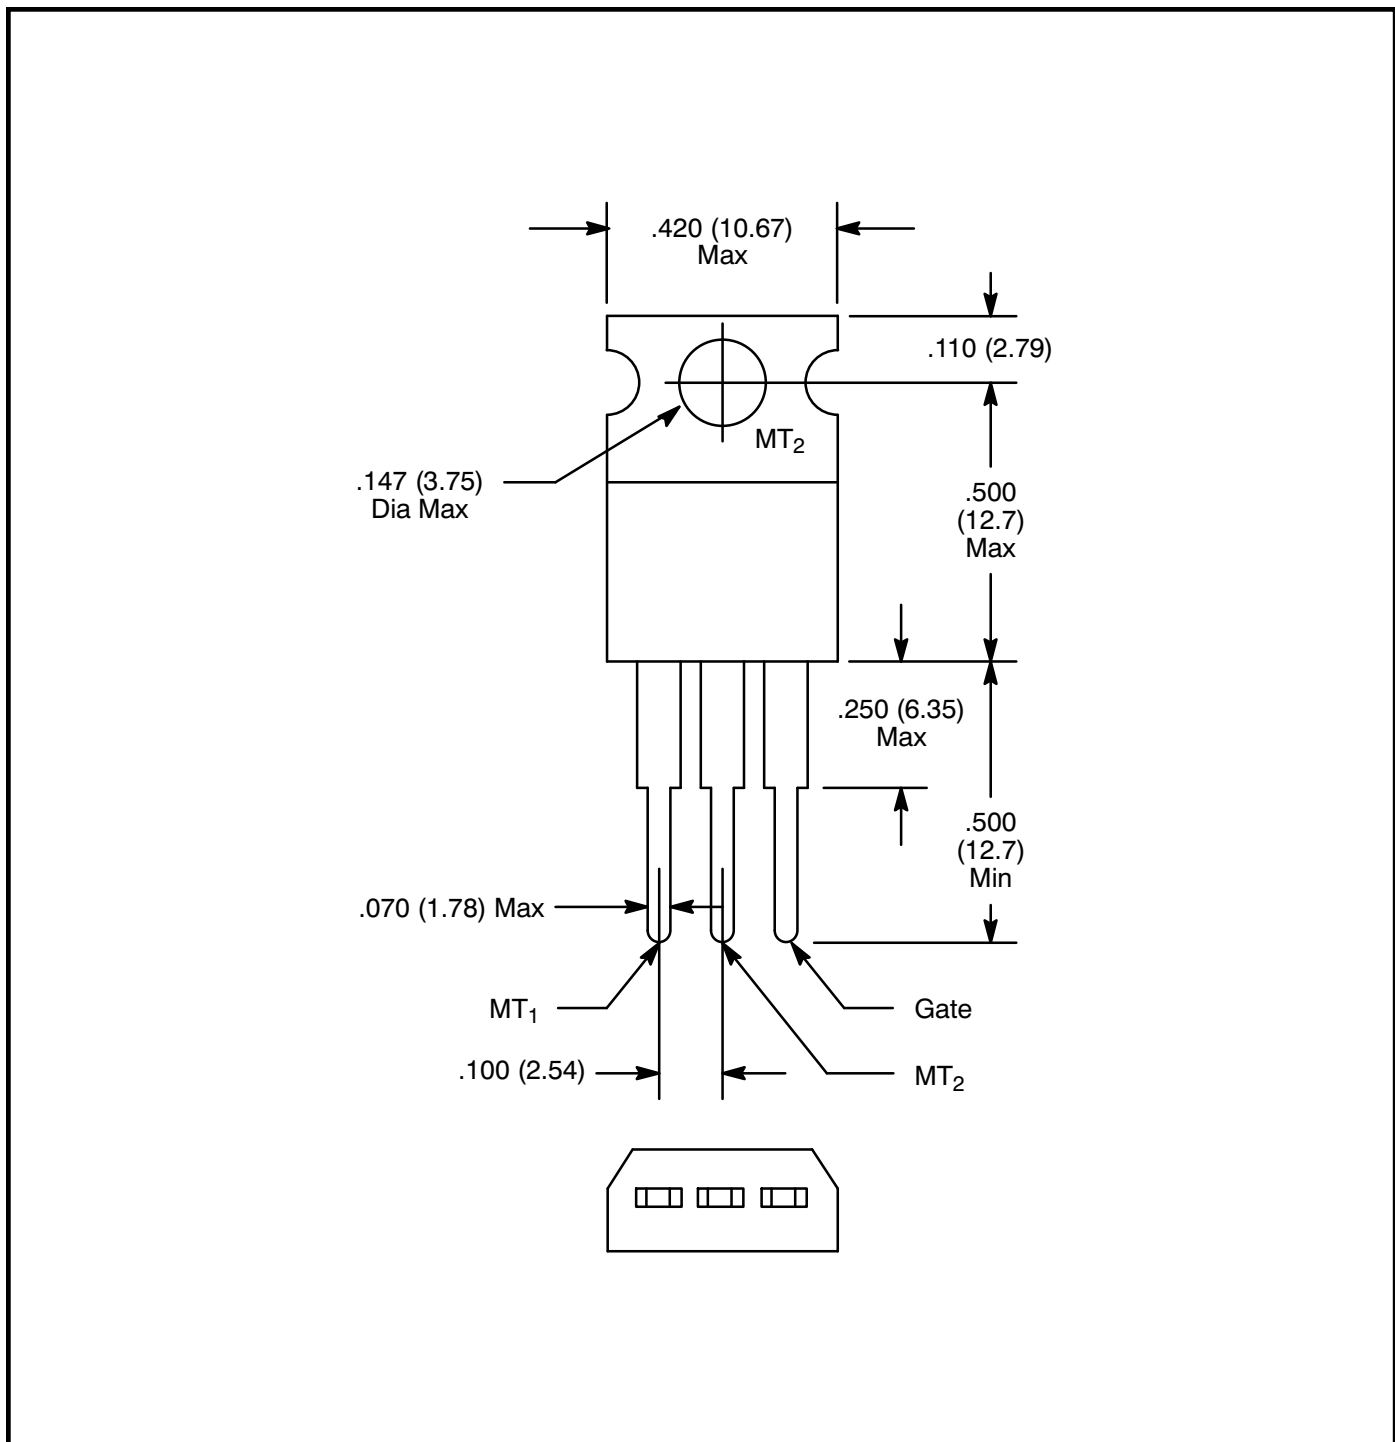 .420 (10.67)
Max
.110 (2.79)
MT₂
.147 (3.75)
Dia Max
.500
(12.7)
Max
.250 (6.35)
Max
.500
(12.7)
Min
.070 (1.78) Max
MT₁
Gate
.100 (2.54)
MT₂